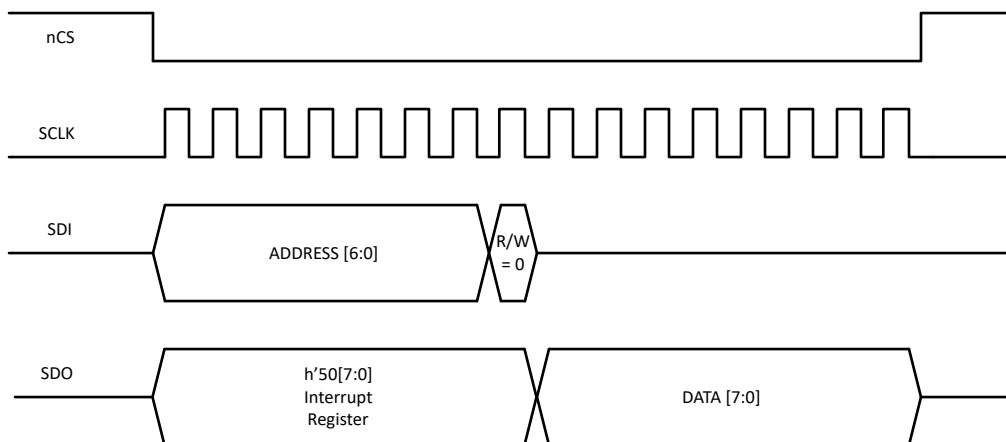 nCS
SCLK
SDI
ADDRESS [6:0]
R/W
= 0
SDO
h’50[7:0]
Interrupt
Register
DATA [7:0]